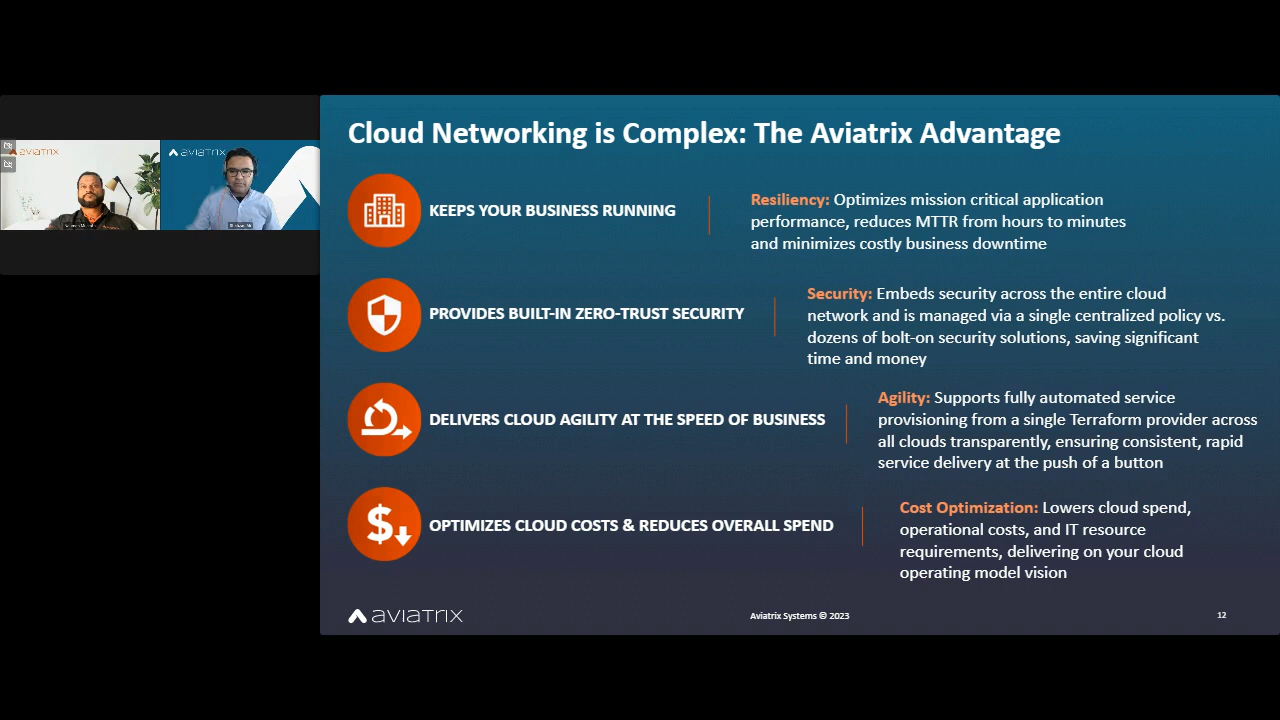 aviatrix
aviatrix
Cloud Networking is Complex: The Aviatrix Advantage
KEEPS YOUR BUSINESS RUNNING
Resiliency: Optimizes mission critical application
performance, reduces MTTR from hours to minutes
and minimizes costly business downtime
PROVIDES BUILT-IN ZERO-TRUST SECURITY
Security: Embeds security across the entire cloud
network and is managed via a single centralized policy vs.
dozens of bolt-on security solutions, saving significant
time and money
DELIVERS CLOUD AGILITY AT THE SPEED OF BUSINESS
Agility: Supports fully automated service
provisioning from a single Terraform provider across
all clouds transparently, ensuring consistent, rapid
service delivery at the push of a button
OPTIMIZES CLOUD COSTS & REDUCES OVERALL SPEND
Cost Optimization: Lowers cloud spend,
operational costs, and IT resource
requirements, delivering on your cloud
operating model vision
aviatrix
Aviatrix Systems © 2023
12